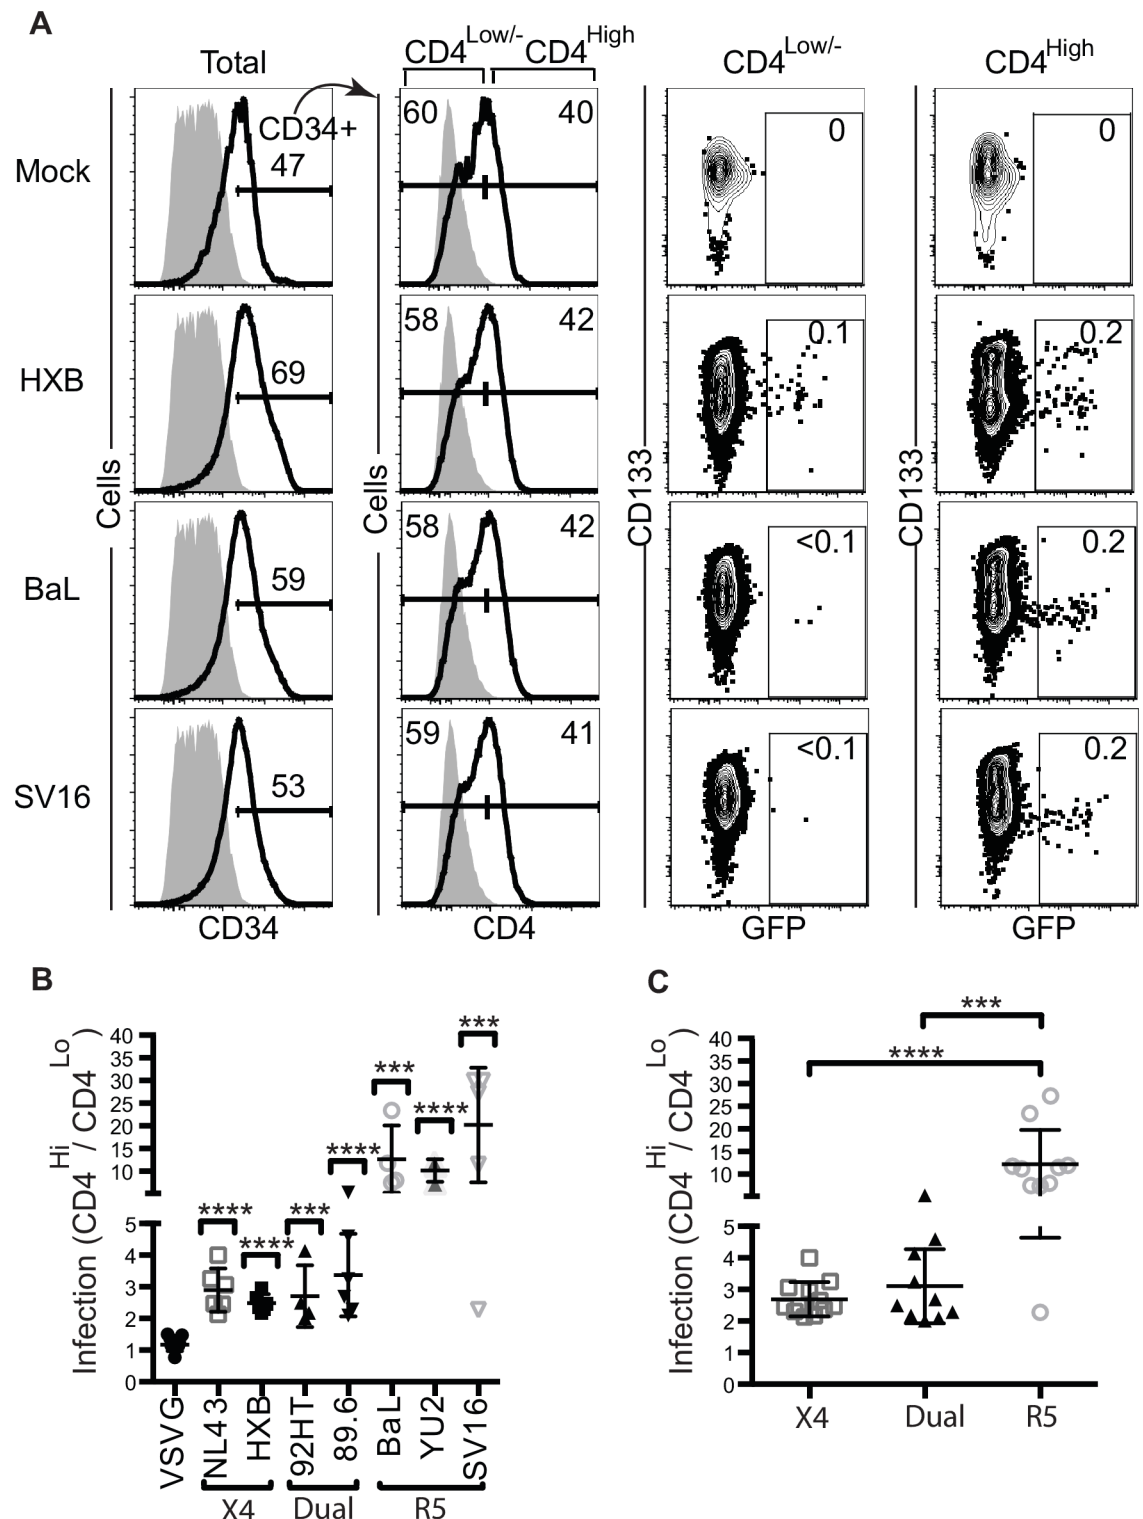 A
Total
CD4Low/- CD4High
CD4Low/-
CD4High
Mock
CD34+
47
60
40
0
0
HXB
69
58
42
0.1
0.2
BaL
59
58
42
<0.1
0.2
SV16
53
59
41
<0.1
0.2
Cells
Cells
CD133
CD133
CD34
CD4
GFP
GFP
B
Infection (CD4Hi / CD4Lo)
40
35
30
25
20
15
10
5
4
3
2
1
0
****
****
***
****
***
****
***
VSVG
NL43
HXB
92HT
89.6
BaL
YU2
SV16
X4
Dual
R5
C
Infection (CD4Hi / CD4Lo)
40
35
30
25
20
15
10
5
4
3
2
1
0
***
****
X4
Dual
R5